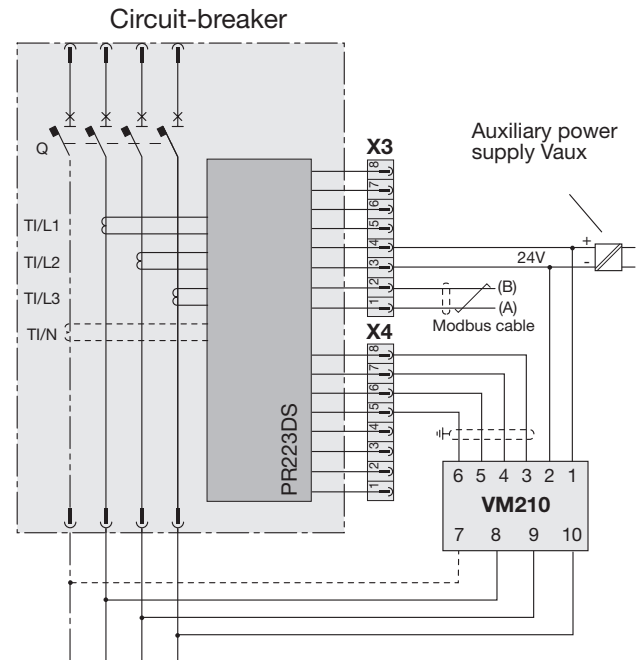 Circuit-breaker
Q
TI/L1
TI/L2
TI/L3
TI/N
PR223DS
X3
8
7
6
5
4
3
2
1
X4
8
7
6
5
4
3
2
1
Auxiliary power
supply Vaux
+
24V -
(B)
(A)
Modbus cable
6 5 4 3 2 1
VM210
7 8 9 10